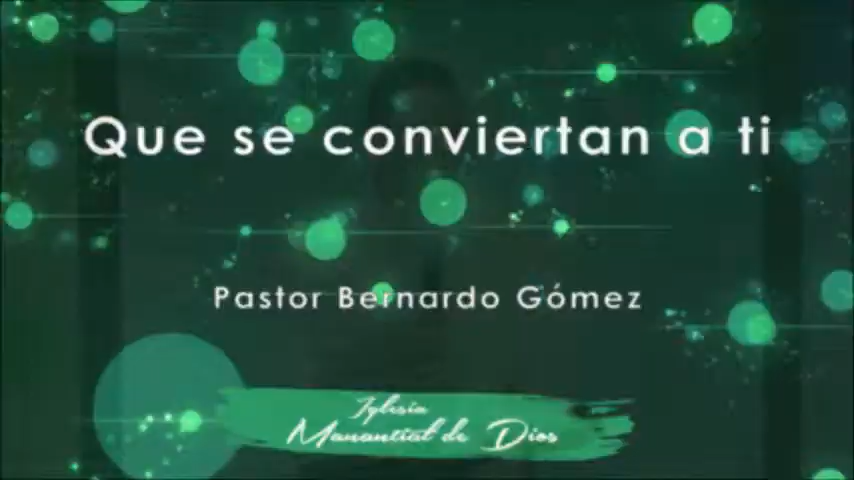 Que se conviertan a ti
Pastor Bernardo Gómez
Iglesia
Manantial de Dios